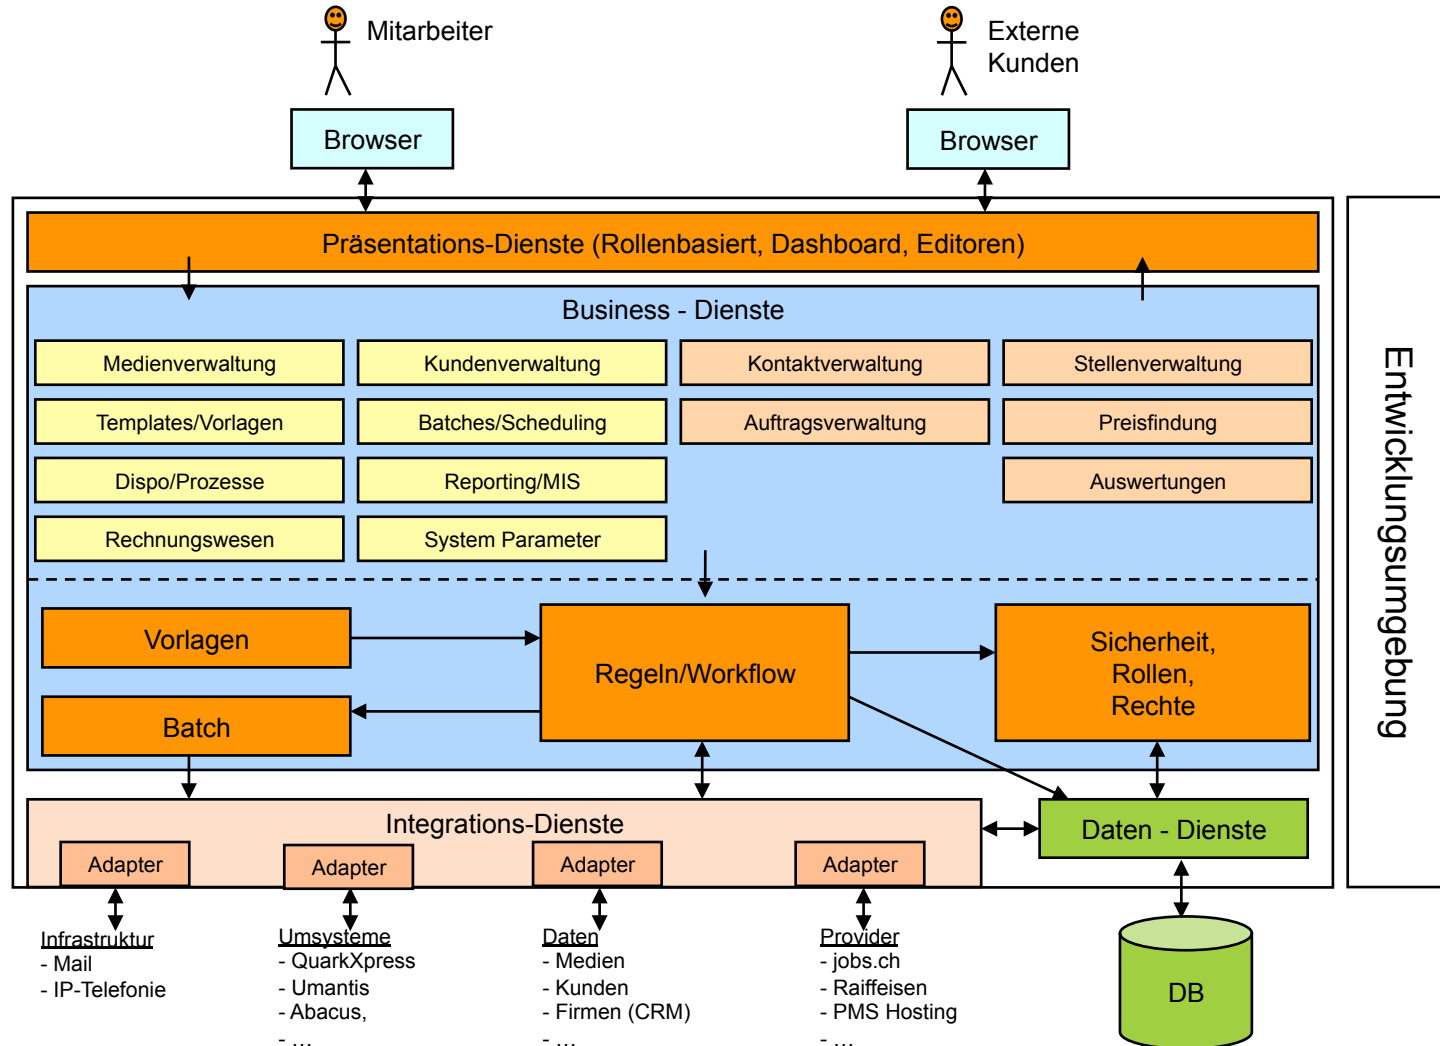 Mitarbeiter
Externe
Kunden
Browser
Browser
Präsentations-Dienste (Rollenbasiert, Dashboard, Editoren)
Business - Dienste
Medienverwaltung
Kundenverwaltung
Kontaktverwaltung
Stellenverwaltung
Templates/Vorlagen
Batches/Scheduling
Auftragsverwaltung
Preisfindung
Dispo/Prozesse
Reporting/MIS
Auswertungen
Rechnungswesen
System Parameter
Vorlagen
Batch
Regeln/Workflow
Sicherheit,
Rollen,
Rechte
Integrations-Dienste
Daten - Dienste
Adapter
Adapter
Adapter
Adapter
Infrastruktur
- Mail
- IP-Telefonie
Umsysteme
- QuarkXpress
- Umantis
- Abacus,
- ...
Daten
- Medien
- Kunden
- Firmen (CRM)
- ...
Provider
- jobs.ch
- Raiffeisen
- PMS Hosting
- ...
DB
Entwicklungsumgebung